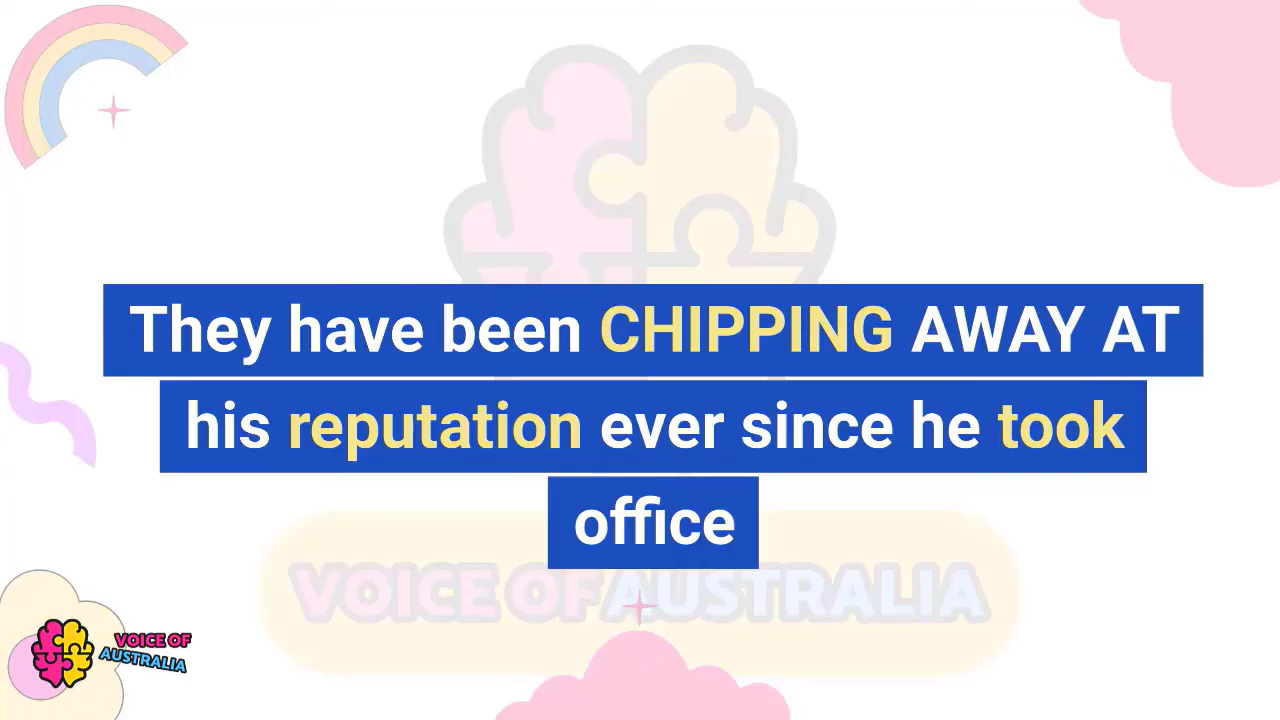 They have been CHIPPING AWAY AT
his reputation ever since he took
office
VOICE OF AUSTRALIA
VOICE OF
AUSTRALIA